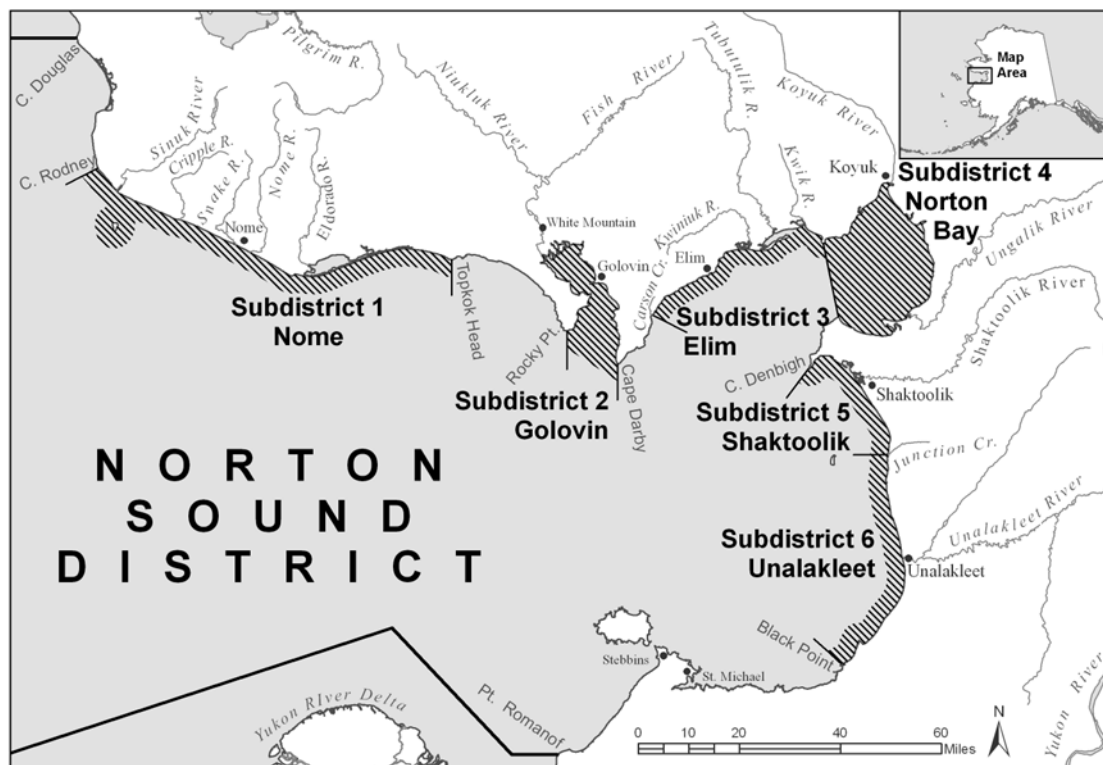 C. Douglas
Pilgrim R.
Niukluk River
Fish River
Tubutulik R.
Koyuk River
Map
Area
Sinuk River
Cripple R.
Snake R.
Nome R.
Eldorado R.
Kwik R.
Koyuk
C. Rodney
Nome
White Mountain
Kwiniuk R.
Subdistrict 4
Norton
Bay
Ungalik River
Golovin
Carson Cr.
Elim
Shaktoolik River
Subdistrict 1
Nome
Topkok Head
Rocky Pt.
Subdistrict 3
Elim
Cape Darby
C. Denbigh
Subdistrict 2
Golovin
Shaktoolik
Subdistrict 5
Shaktoolik
Junction Cr.
NORTON
SOUND
DISTRICT
Subdistrict 6
Unalakleet
Unalakleet River
Unalakleet
Black Point
Stebbins
St. Michael
Pt. Romanof
Yukon RIver Delta
Yukon River
N
0 10 20 40 60
Miles